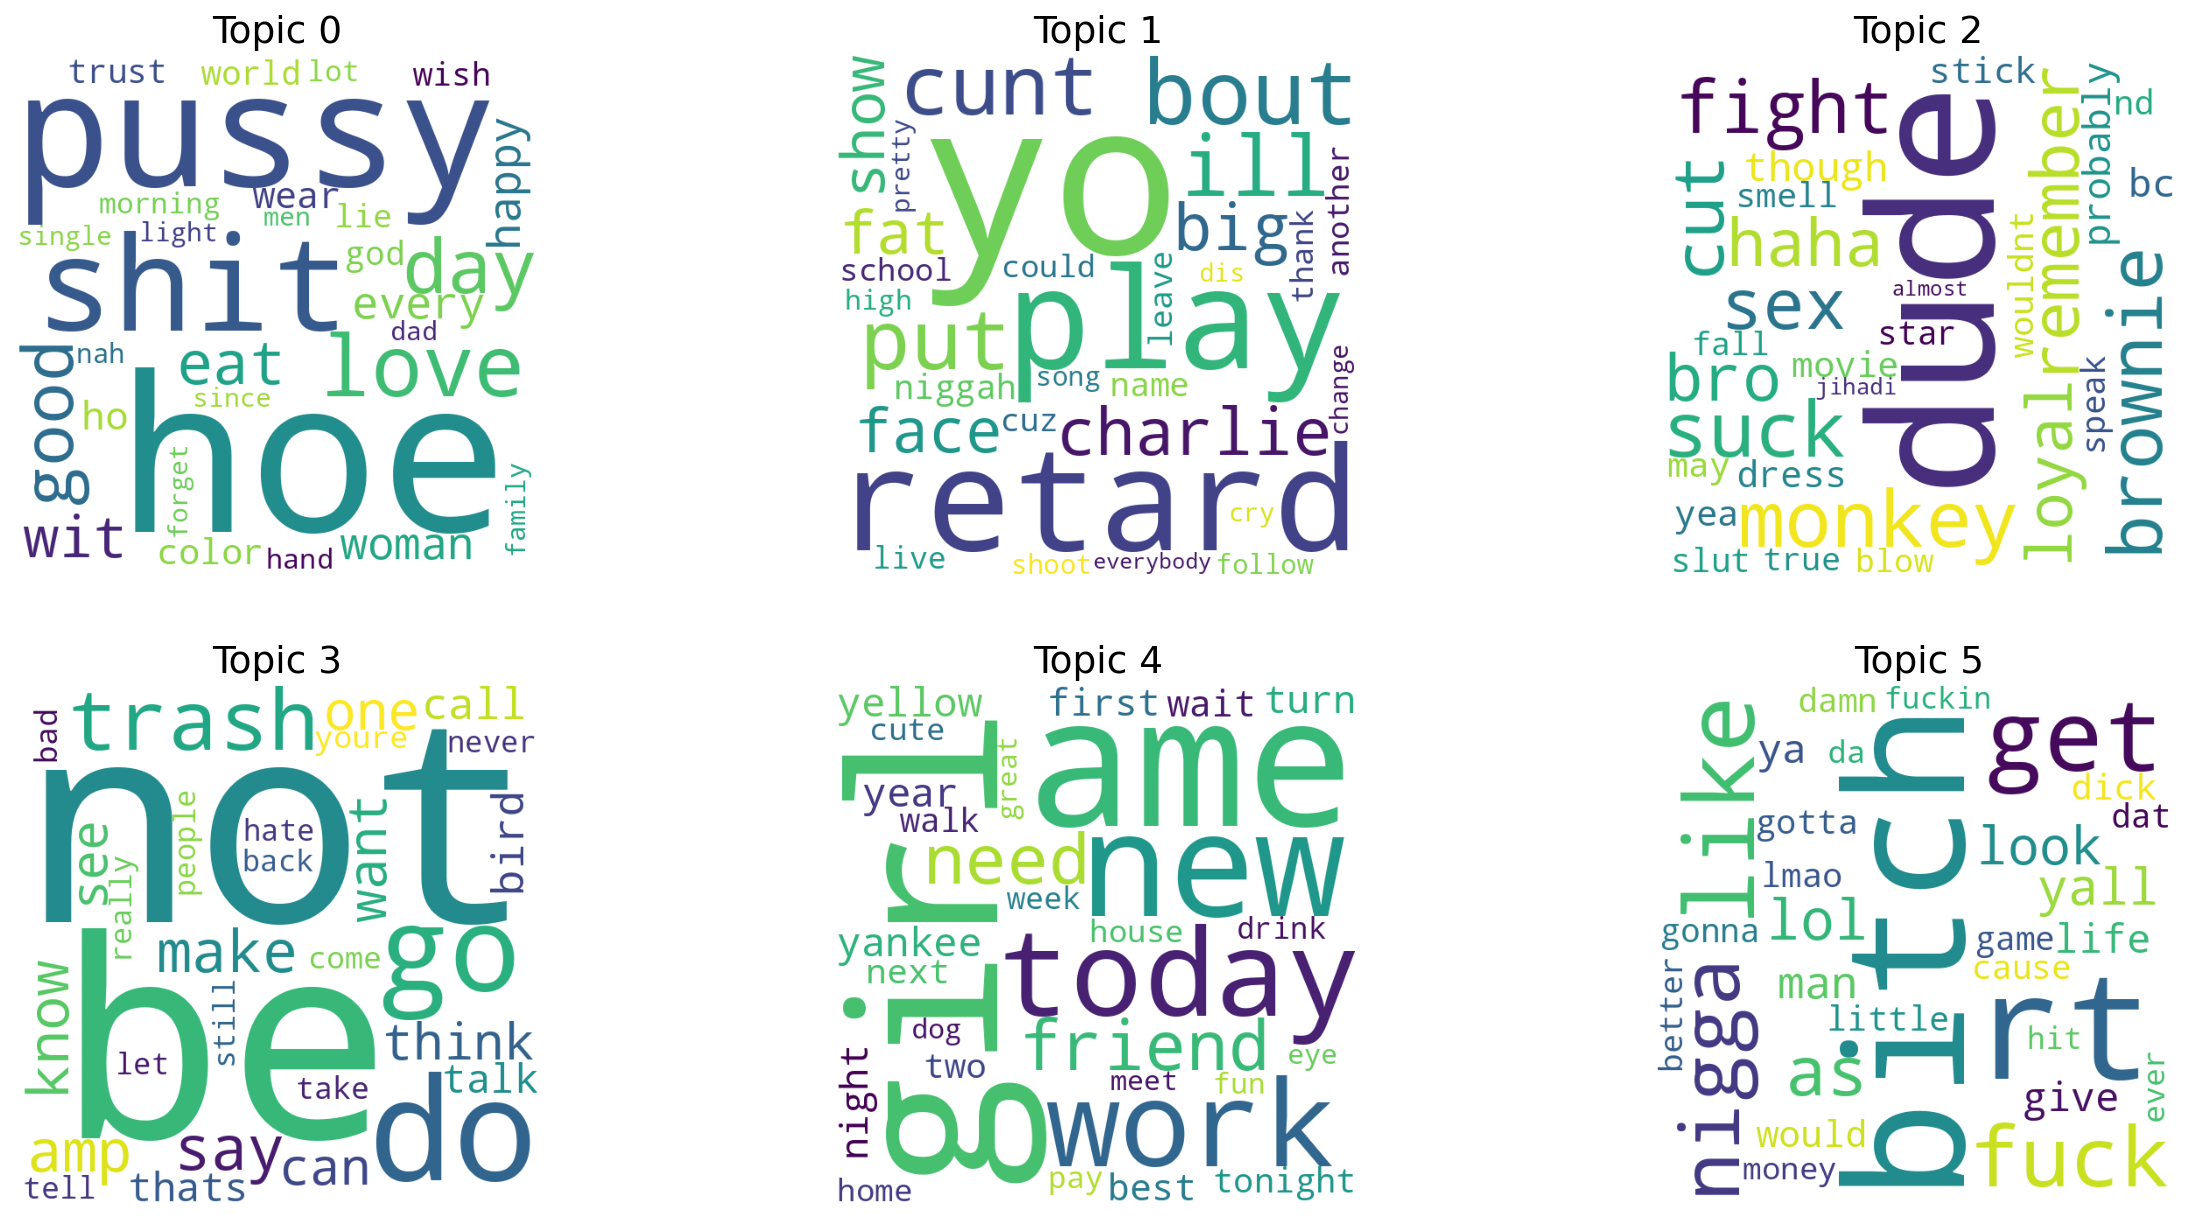 Topic 0
trust world lot wish
pussy
happy
morning wear men lie
single light god
shit day
every
dad
good nah eat love
since
ho hoe
forget
family
wit color hand woman
Topic 1
show cunt bout
pretty yo ill
another
fat big thank
school could leave dis
high play
put
niggah song name
change
face cuz charlie
retard
cry
live shoot everybody follow
Topic 2
stick
fight dude remember probably nd
cut though bc
smell
haha
wouldnt
sex almost
star brownie
fall movie
bro jihadi
suck loyal speak
may dress
yea monkey
slut true blow
Topic 3
bad trash one call
youre never
not
see people hate want bird
back
really
make come go
know be still think
let take talk
do
amp say can
tell thats
Topic 4
yellow first wait turn
cute girl great ame
year
walk
need new
week
yankee house drink
next today
dog friend
night two eye
meet fun
work
pay best tonight
home
Topic 5
like damn fuckin
ya da bitch get
dick
gotta dat
look
lmao yall
gonna lol game life
better nigga man cause
little rt hit
as ever
give
would fuck
money